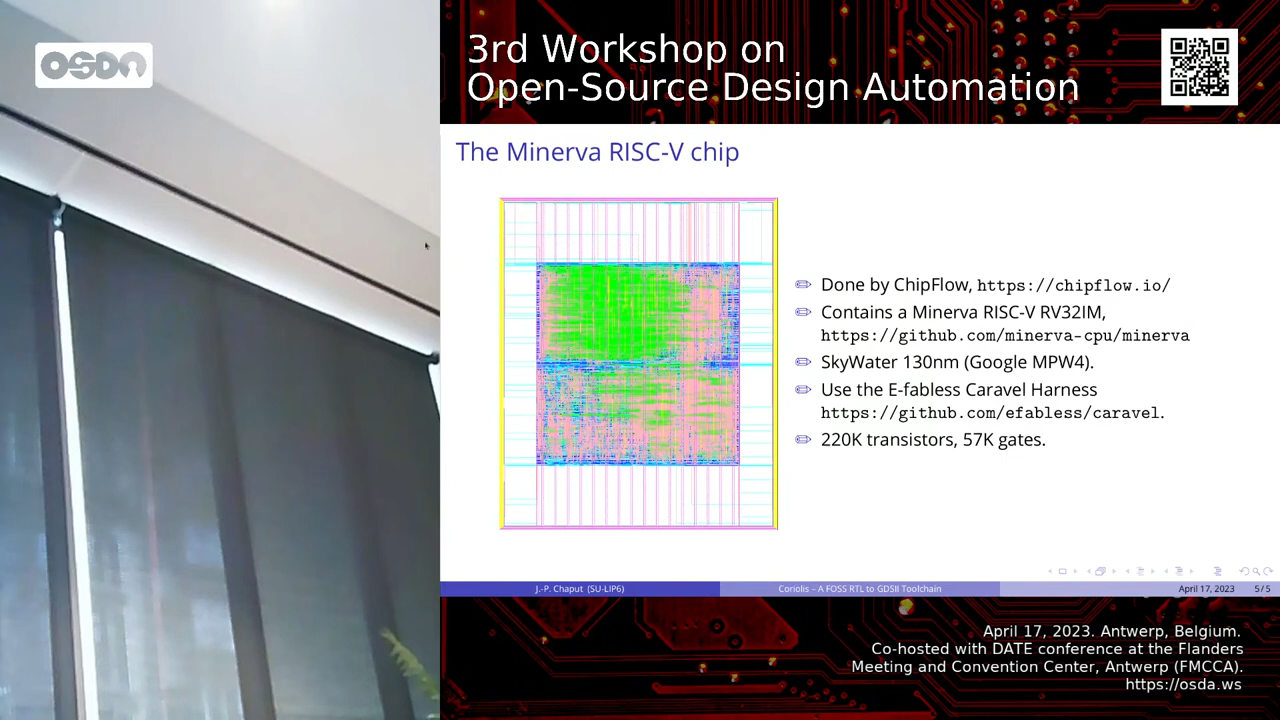 OSDA
3rd Workshop on
Open-Source Design Automation
The Minerva RISC-V chip
Done by ChipFlow, https://chipflow.io/
Contains a Minerva RISC-V RV32IM,
https://github.com/minerva-cpu/minerva
SkyWater 130nm (Google MPW4).
Use the E-fabless Caravel Harness
https://github.com/efabless/caravel.
220K transistors, 57K gates.
J.-P. Chaput (SU-LIP6)
Coriolis – A FOSS RTL to GDSII Toolchain
April 17, 2023
5/5
April 17, 2023. Antwerp, Belgium.
Co-hosted with DATE conference at the Flanders
Meeting and Convention Center, Antwerp (FMCCA).
https://osda.ws